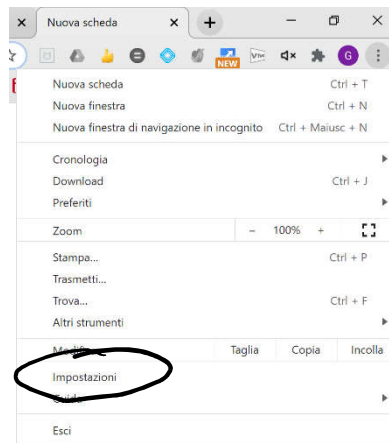 Nuova scheda
NEW
G
Nuova scheda Ctrl + T
Nuova finestra Ctrl + N
Nuova finestra di navigazione in incognito Ctrl + Maiusc + N
Cronologia
Download Ctrl + J
Preferiti
Zoom - 100% +
Stampa... Ctrl + P
Trasmetti...
Trova... Ctrl + F
Altri strumenti
Taglia Copia Incolla
Impostazioni
Guida
Esci